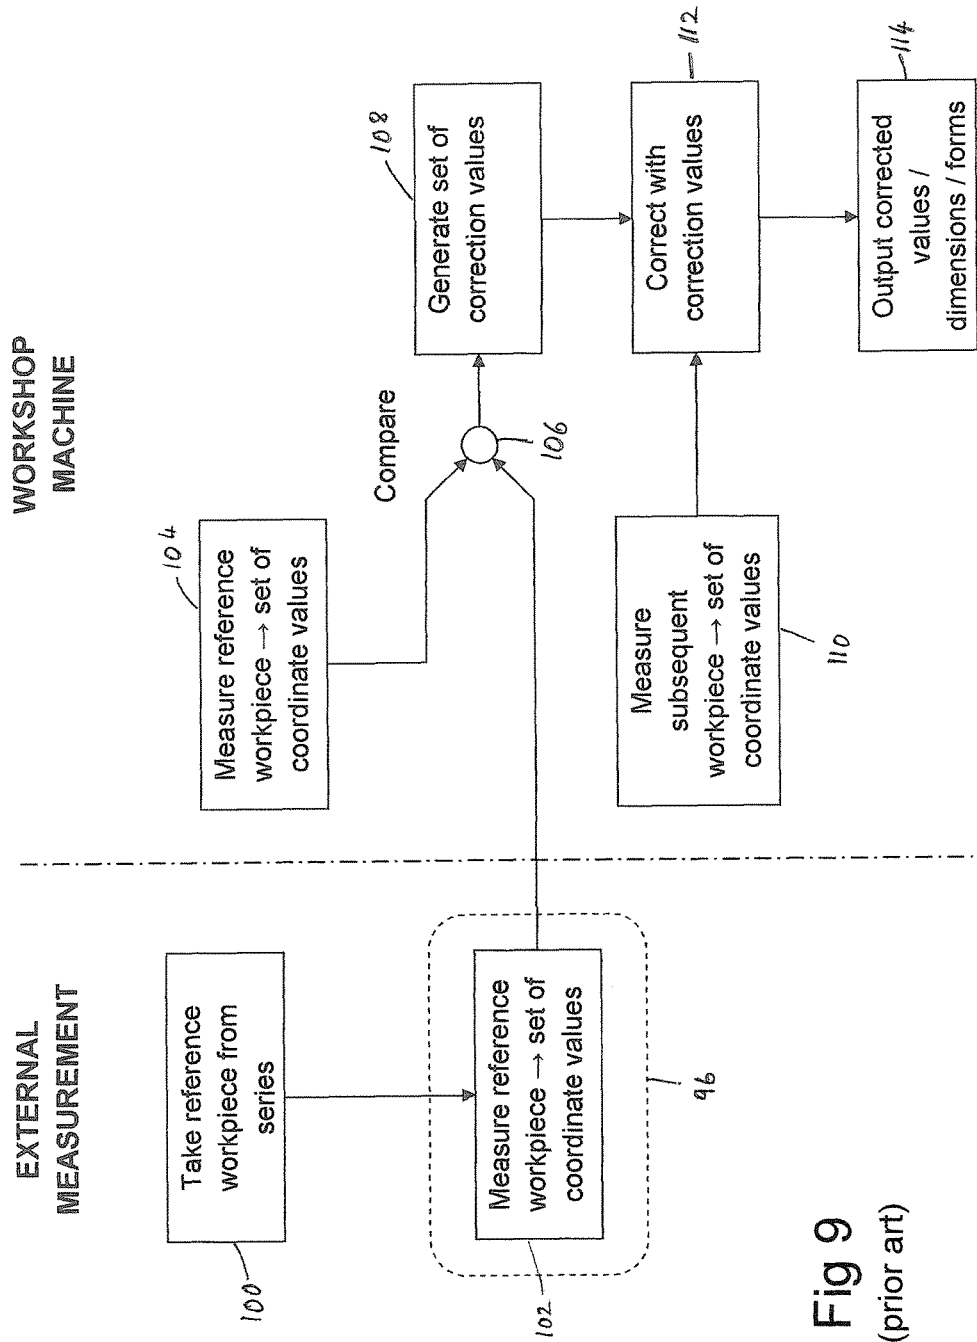 EXTERNAL
MEASUREMENT
WORKSHOP
MACHINE
100
Take reference
workpiece from
series
102
Measure reference
workpiece → set of
coordinate values
96
104
Measure reference
workpiece → set of
coordinate values
Compare
106
108
Generate set of
correction values
110
Measure
subsequent
workpiece → set of
coordinate values
112
Correct with
correction values
114
Output corrected
values /
dimensions / forms
Fig 9
(prior art)